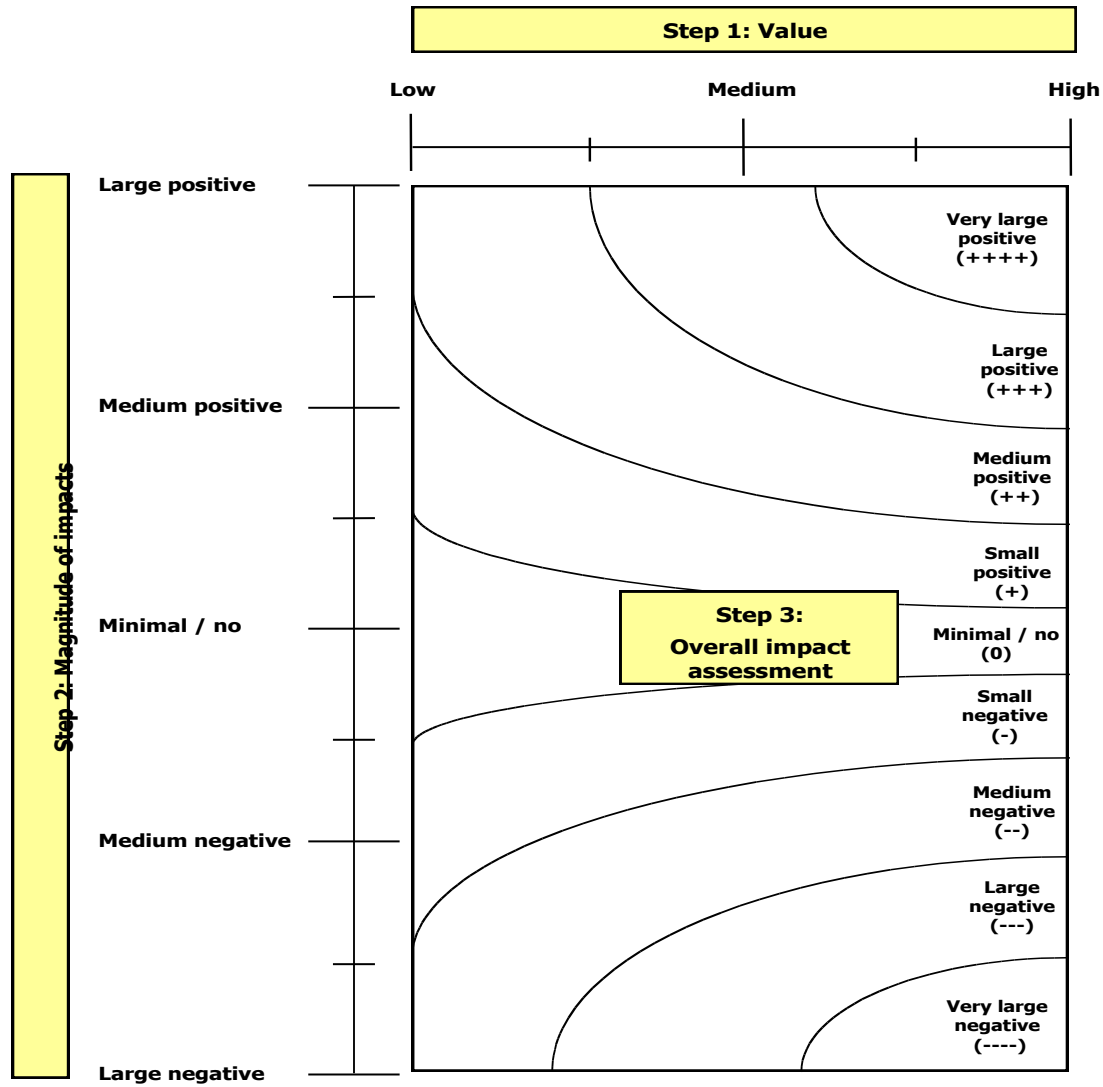 Step 1: Value
Low
Medium
High
Step 2: Magnitude of impacts
Large positive
Medium positive
Minimal / no
Medium negative
Large negative
Very large
positive
(++++)
Large
positive
(+++)
Medium
positive
(++)
Small
positive
(+)
Step 3:
Overall impact
assessment
Minimal / no
(0)
Small
negative
(-)
Medium
negative
(--)
Large
negative
(---)
Very large
negative
(----)